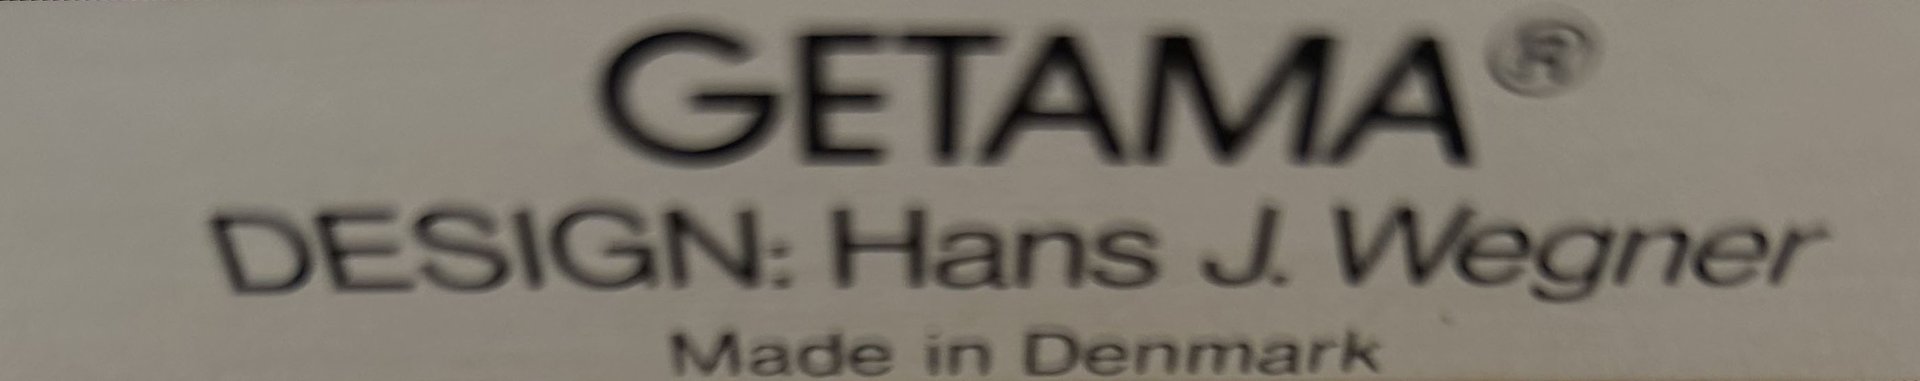 GETAMA®
DESIGN: Hans J. Wegner
Made in Denmark